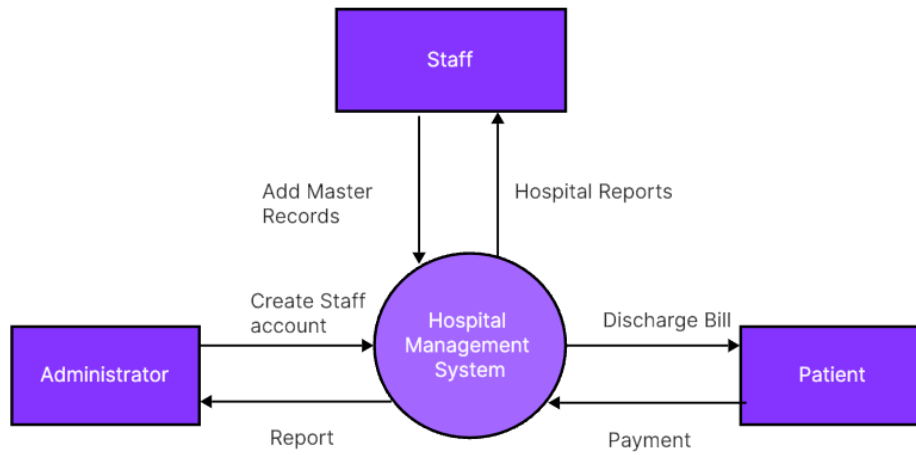 Staff
Add Master
Records
Hospital Reports
Create Staff
account
Hospital
Management
System
Discharge Bill
Administrator
Patient
Report
Payment